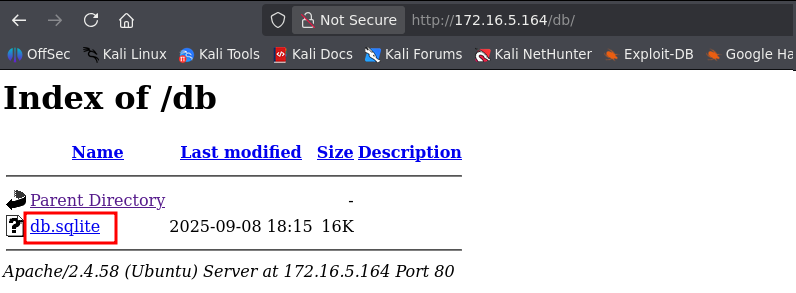 Not Secure http://172.16.5.164/db/
OffSec Kali Linux Kali Tools Kali Docs Kali Forums Kali NetHunter Exploit-DB Google Ha
Index of /db
Name Last modified Size Description
Parent Directory -
db.sqlite 2025-09-08 18:15 16K
Apache/2.4.58 (Ubuntu) Server at 172.16.5.164 Port 80